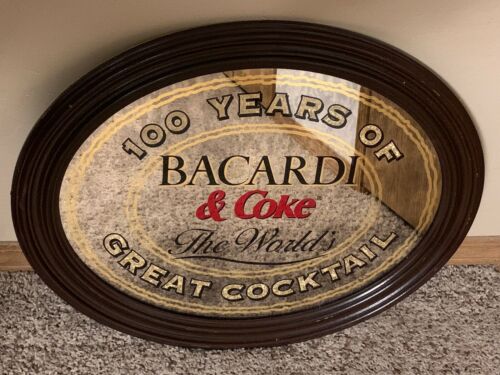 100 YEARS OF
BACARDI
& Coke
The World's
GREAT COCKTAIL